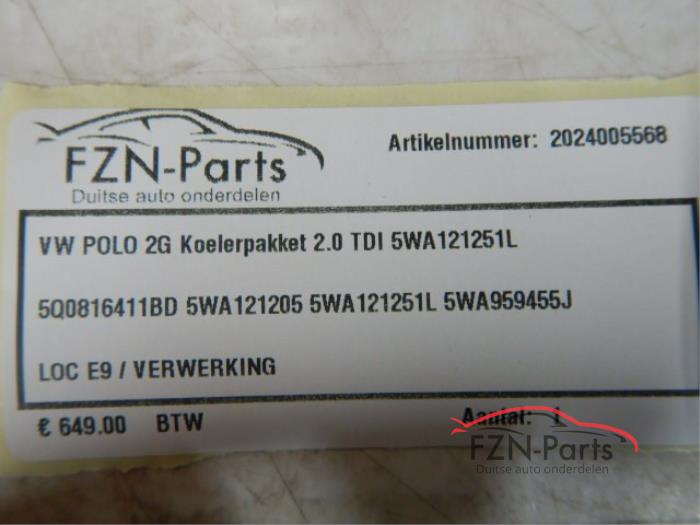 FZN-Parts
Duitse auto onderdelen
Artikelnummer: 2024005568
VW POLO 2G Koelerpakket 2.0 TDI 5WA121251L
5Q0816411BD 5WA121205 5WA121251L 5WA959455J
LOC E9 / VERWERKING
€ 649.00 BTW
Aantal: 1
FZN-Parts
Duitse auto onderdelen